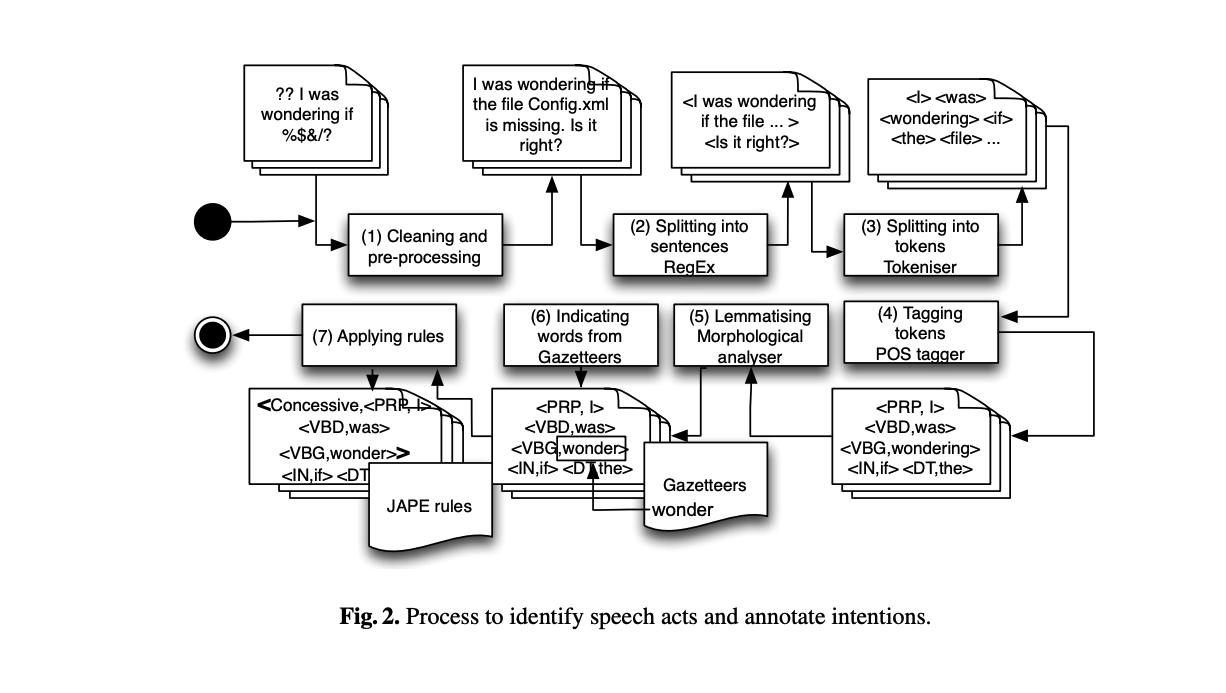 ?? I was
wondering if
%$&/?
I was wondering if
the file Config.xml
is missing. Is it
right?
<I was wondering
if the file ... >
<Is it right?>
<I> <was>
<wondering> <if>
<the> <file> ...
(1) Cleaning and
pre-processing
(2) Splitting into
sentences
RegEx
(3) Splitting into
tokens
Tokeniser
(7) Applying rules
(6) Indicating
words from
Gazetteers
(5) Lemmatising
Morphological
analyser
(4) Tagging
tokens
POS tagger
<Concessive,<PRP, I>
<VBD,was>
<VBG,wonder>>
<IN,if> <DT
JAPE rules
<PRP, I>
<VBD,was>
<VBG,wonder>
<IN,if> <DT,the>
Gazetteers
wonder
<PRP, I>
<VBD,was>
<VBG,wondering>
<IN,if> <DT,the>
Fig. 2. Process to identify speech acts and annotate intentions.